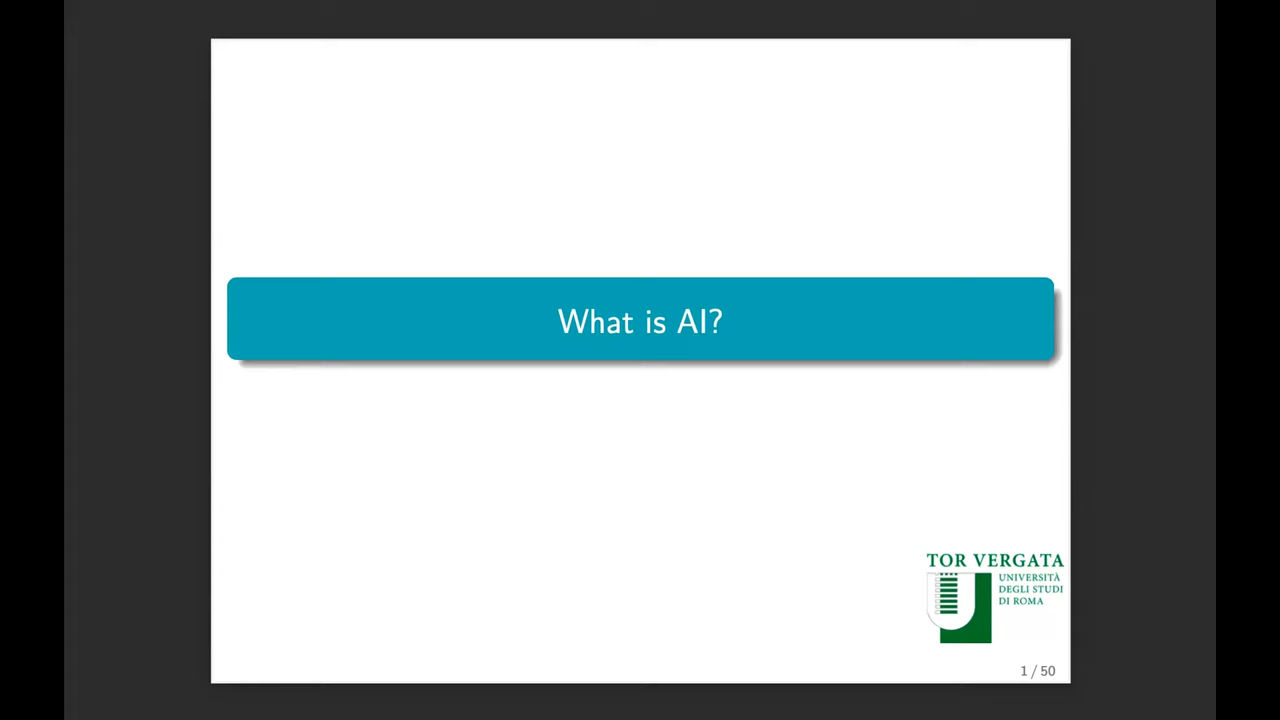 What is AI?
TOR VERGATA
UNIVERSITÀ
DEGLI STUDI
DI ROMA
1 / 50